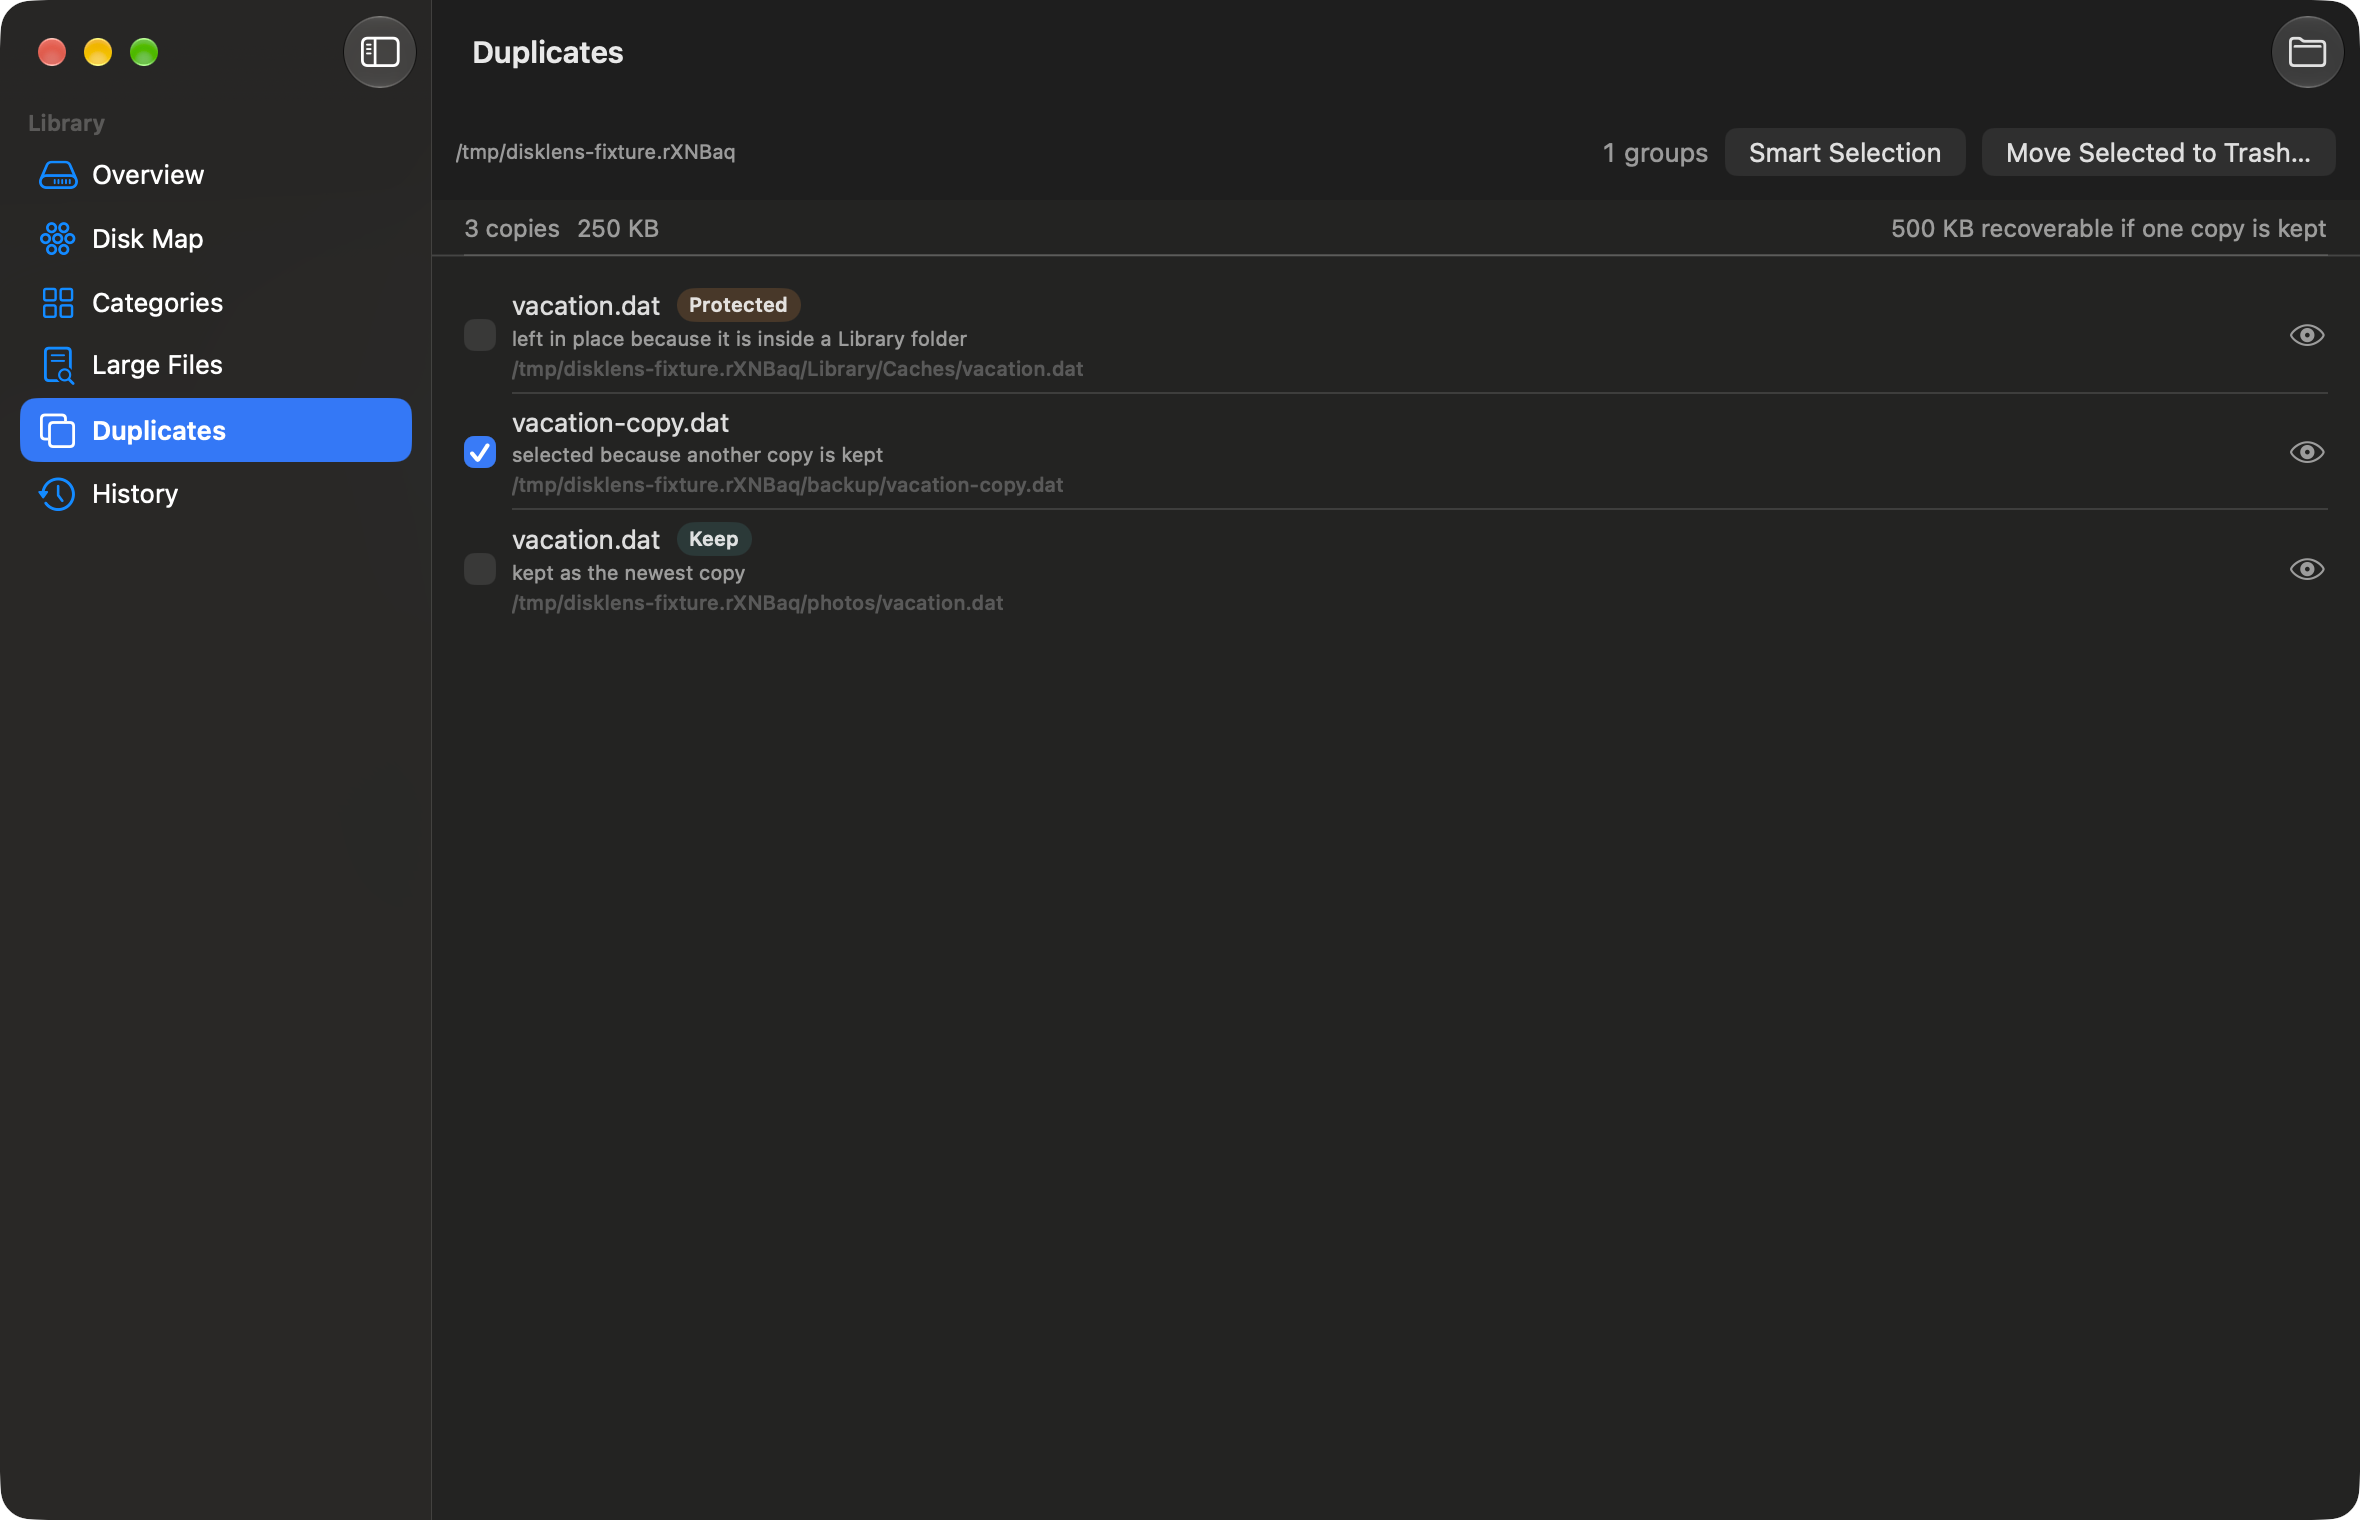 Duplicates
Library
Overview
Disk Map
Categories
Large Files
Duplicates
History
/tmp/disklens-fixture.rXNBaq
1 groups
Smart Selection
Move Selected to Trash...
3 copies 250 KB
500 KB recoverable if one copy is kept
vacation.dat Protected
left in place because it is inside a Library folder
/tmp/disklens-fixture.rXNBaq/Library/Caches/vacation.dat
vacation-copy.dat
selected because another copy is kept
/tmp/disklens-fixture.rXNBaq/backup/vacation-copy.dat
vacation.dat Keep
kept as the newest copy
/tmp/disklens-fixture.rXNBaq/photos/vacation.dat